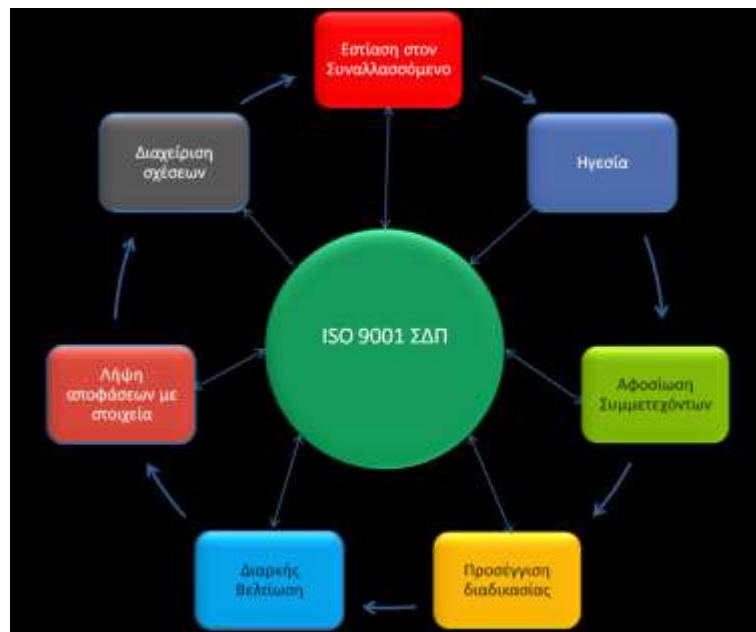 Εστίαση στον
Συναλλασσόμενο
Ηγεσία
Αφοσίωση
Συμμετεχόντων
Προσέγγιση
διαδικασίας
Διαρκής
Βελτίωση
Λήψη
αποφάσεων με
στοιχεία
Διαχείριση
σχέσεων
ISO 9001 ΣΔΠ